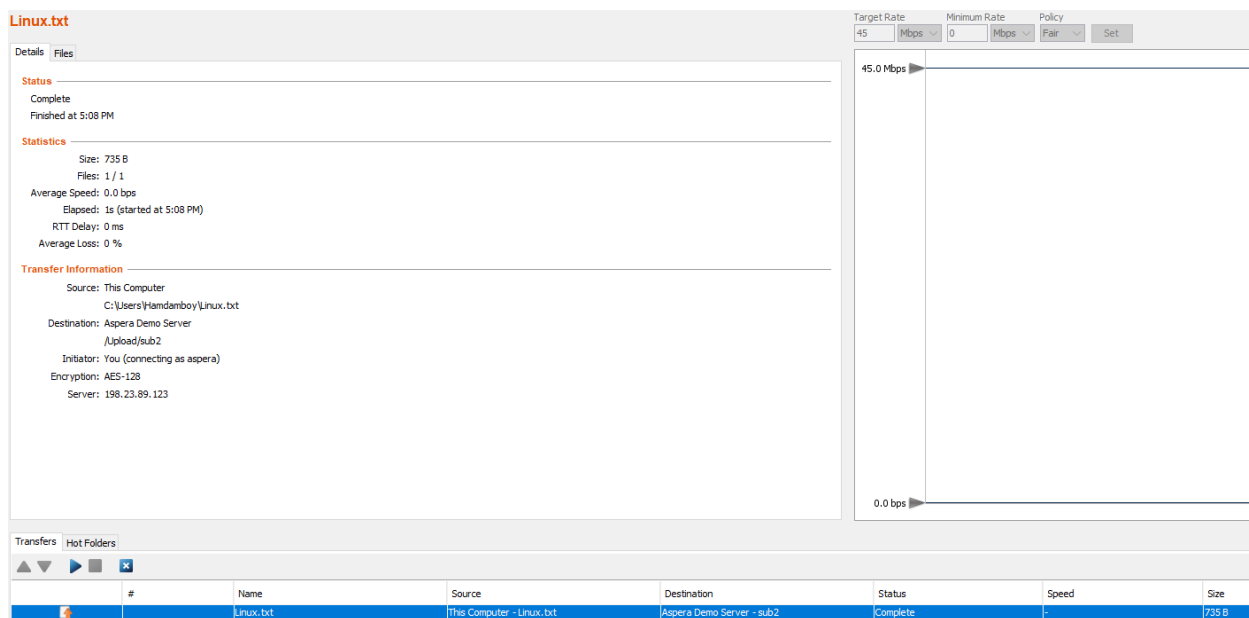 Linux.txt
Details Files
Status
Complete
Finished at 5:08 PM
Statistics
Size: 735 B
Files: 1 / 1
Average Speed: 0.0 bps
Elapsed: 1s (started at 5:08 PM)
RTT Delay: 0 ms
Average Loss: 0 %
Transfer Information
Source: This Computer
C:\Users\Hamdamboy\Linux.txt
Destination: Aspera Demo Server
/Upload/sub2
Initiator: You (connecting as aspera)
Encryption: AES-128
Server: 198.23.89.123
Target Rate Minimum Rate Policy
45 Mbps 0 Mbps Fair Set
45.0 Mbps
0.0 bps
Transfers Hot Folders
# Name Source Destination Status Speed Size
Linux.txt This Computer - Linux.txt Aspera Demo Server - sub2 Complete - 735 B